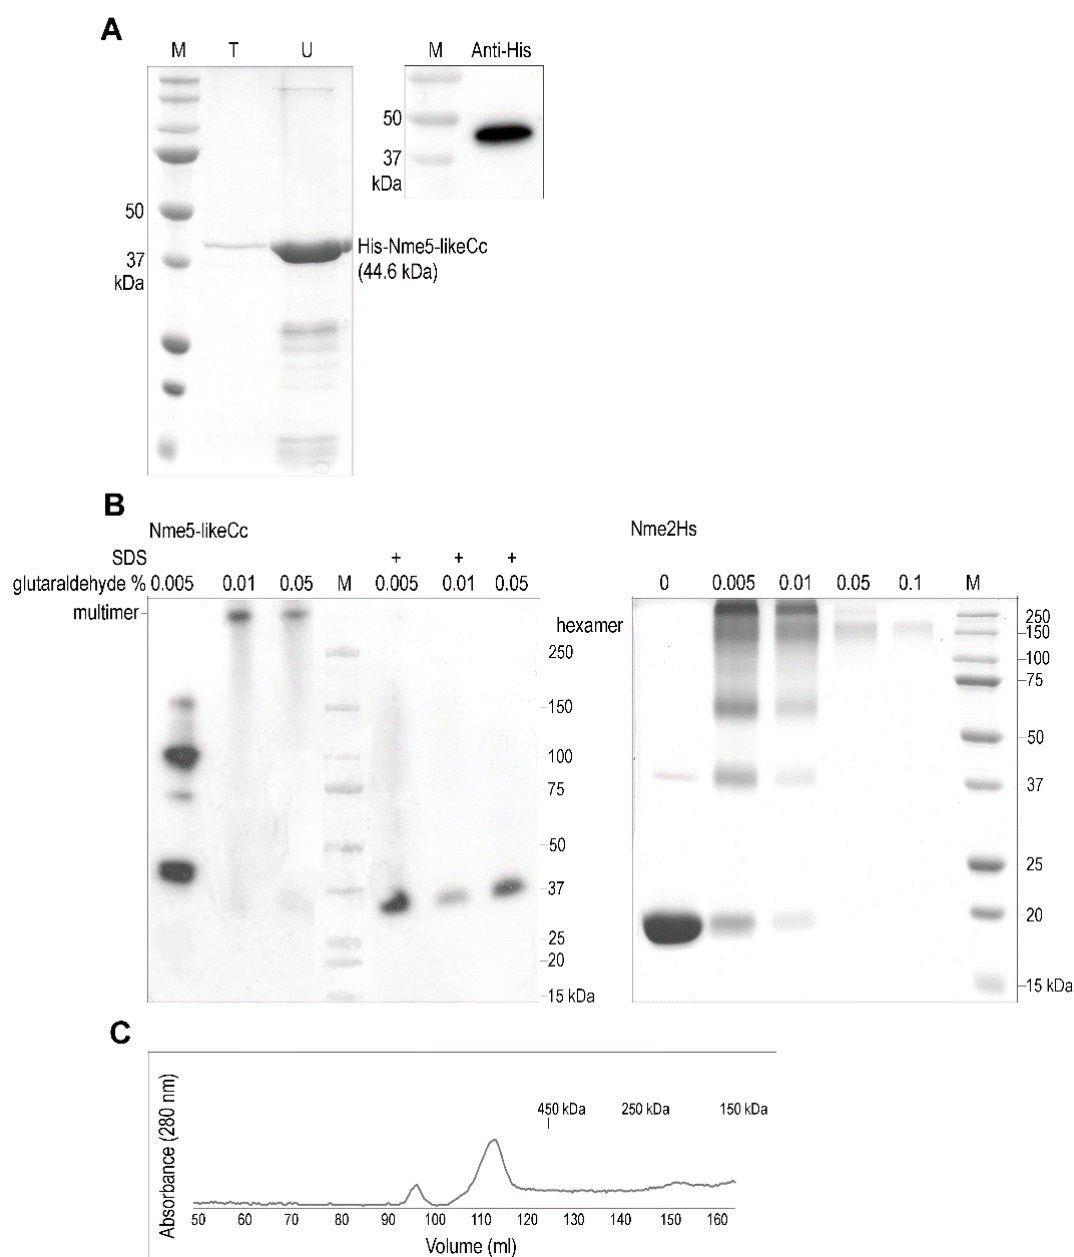 A
M T U
50
37
kDa
His-Nme5-likeCc
(44.6 kDa)
M Anti-His
50
37
kDa
B
Nme5-likeCc
SDS + + +
glutaraldehyde % 0.005 0.01 0.05 M 0.005 0.01 0.05
multimer
250
150
100
75
50
37
25
20
15 kDa
Nme2Hs
0 0.005 0.01 0.05 0.1 M
hexamer
250
150
100
75
50
37
25
20
15 kDa
C
Absorbance (280 nm)
450 kDa 250 kDa 150 kDa
50 60 70 80 90 100 110 120 130 140 150 160
Volume (ml)